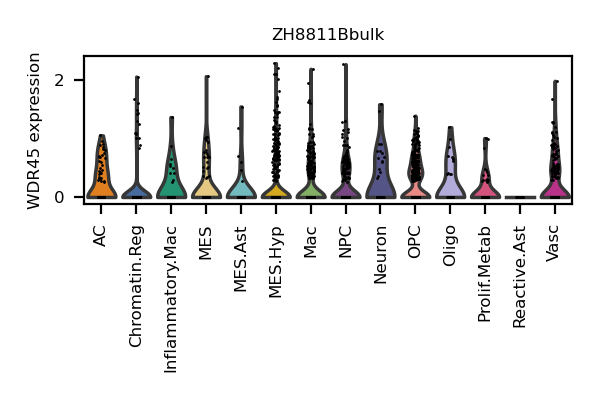 ZH8811Bbulk
WDR45 expression
2
0
AC
Chromatin.Reg
Inflammatory.Mac
MES
MES.Ast
MES.Hyp
Mac
NPC
Neuron
OPC
Oligo
Prolif.Metab
Reactive.Ast
Vasc